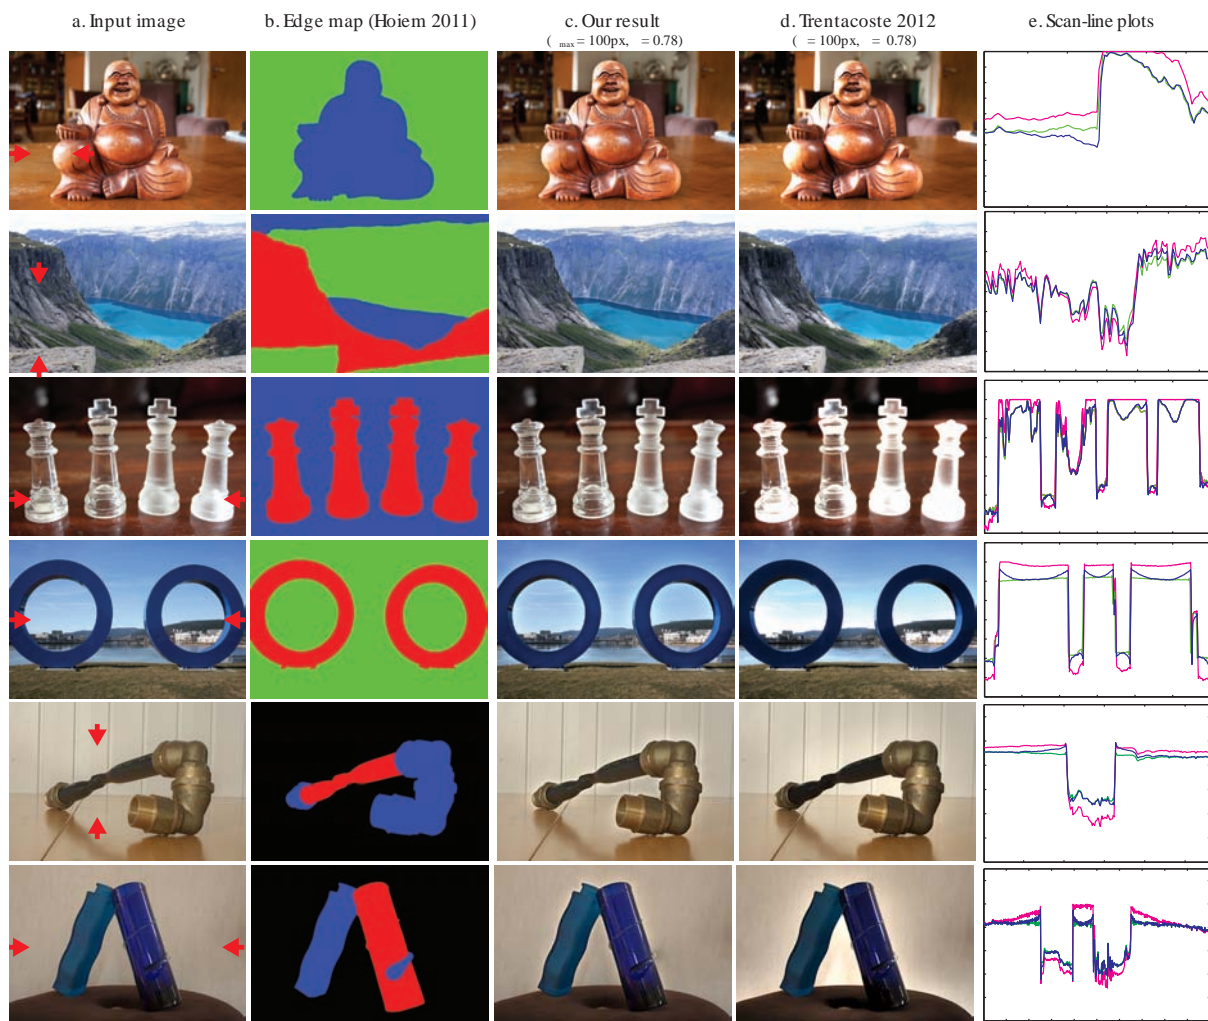 a. Input image
b. Edge map (Hoiem 2011)
c. Our result
d. Trentacoste 2012
e. Scan-line plots
( max = 100px, = 0.78)
( = 100px, = 0.78)